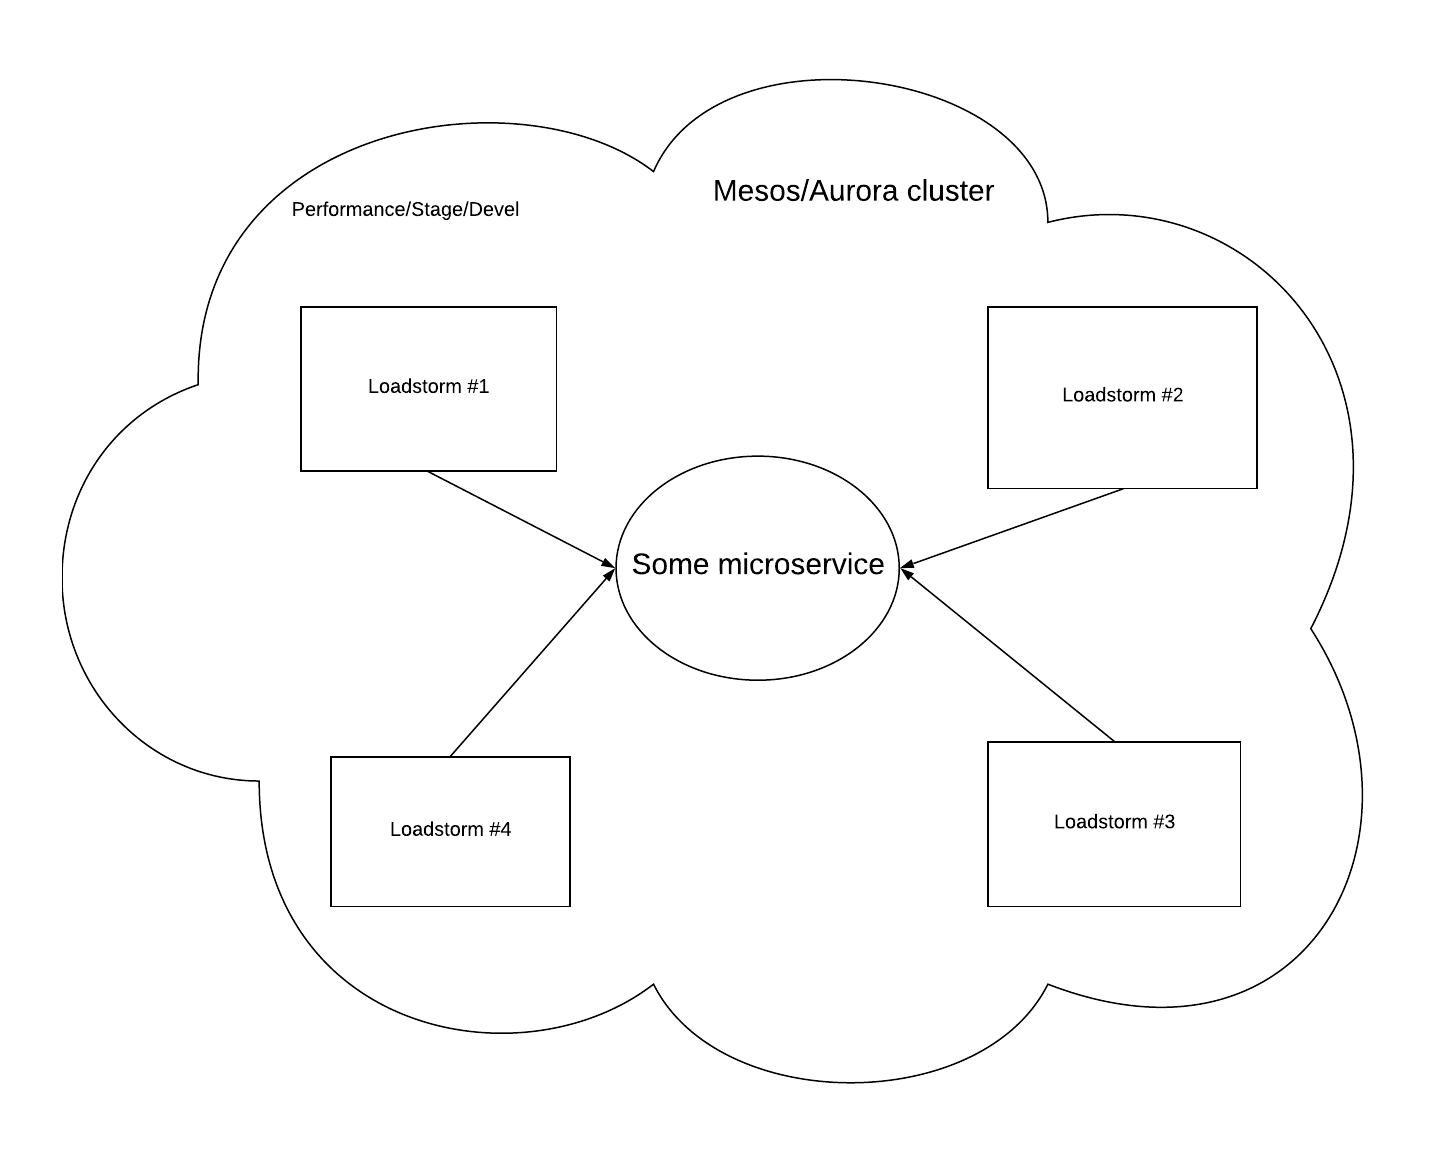 Mesos/Aurora cluster
Performance/Stage/Devel
Loadstorm #1
Loadstorm #2
Some microservice
Loadstorm #4
Loadstorm #3